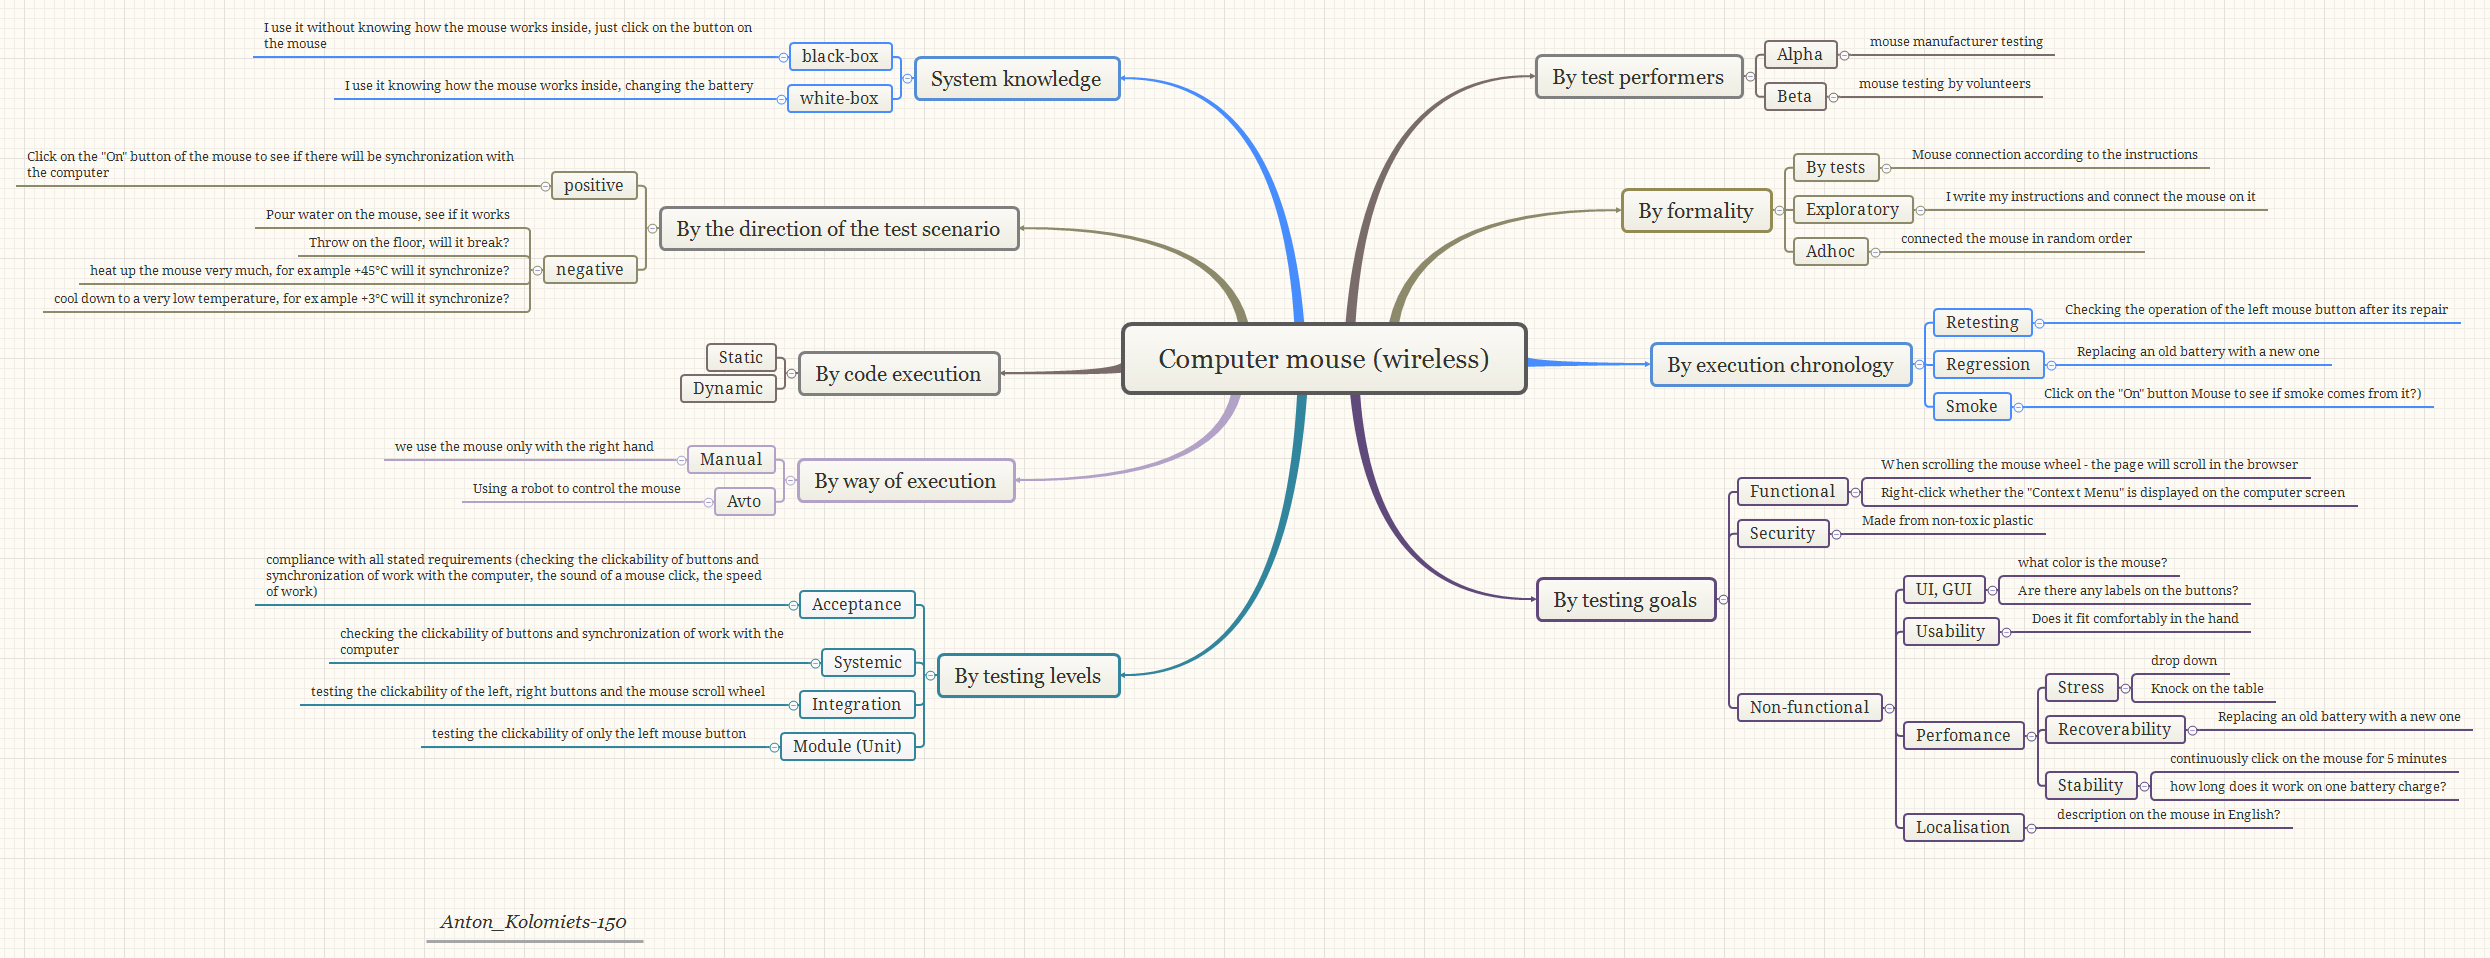 Computer mouse (wireless)
System knowledge
black-box
I use it without knowing how the mouse works inside, just click on the button on
the mouse
white-box
I use it knowing how the mouse works inside, changing the battery
By the direction of the test scenario
positive
Click on the "On" button of the mouse to see if there will be synchronization with
the computer
negative
Pour water on the mouse, see if it works
Throw on the floor, will it break?
heat up the mouse very much, for example +45°C will it synchronize?
cool down to a very low temperature, for example +3°C will it synchronize?
By code execution
Static
Dynamic
By way of execution
Manual
we use the mouse only with the right hand
Avto
Using a robot to control the mouse
By testing levels
Acceptance
compliance with all stated requirements (checking the clickability of buttons and
synchronization of work with the computer, the sound of a mouse click, the speed
of work)
Systemic
checking the clickability of buttons and synchronization of work with the
computer
Integration
testing the clickability of the left, right buttons and the mouse scroll wheel
Module (Unit)
testing the clickability of only the left mouse button
By test performers
Alpha
mouse manufacturer testing
Beta
mouse testing by volunteers
By formality
By tests
Mouse connection according to the instructions
Exploratory
I write my instructions and connect the mouse on it
Adhoc
connected the mouse in random order
By execution chronology
Retesting
Checking the operation of the left mouse button after its repair
Regression
Replacing an old battery with a new one
Smoke
Click on the "On" button Mouse to see if smoke comes from it?)
By testing goals
Functional
When scrolling the mouse wheel - the page will scroll in the browser
Right-click whether the "Context Menu" is displayed on the computer screen
Security
Made from non-toxic plastic
Non-functional
UI, GUI
what color is the mouse?
Are there any labels on the buttons?
Usability
Does it fit comfortably in the hand
Perfomance
Stress
drop down
Knock on the table
Recoverability
Replacing an old battery with a new one
Stability
continuously click on the mouse for 5 minutes
how long does it work on one battery charge?
Localisation
description on the mouse in English?
Anton_Kolomiets-150